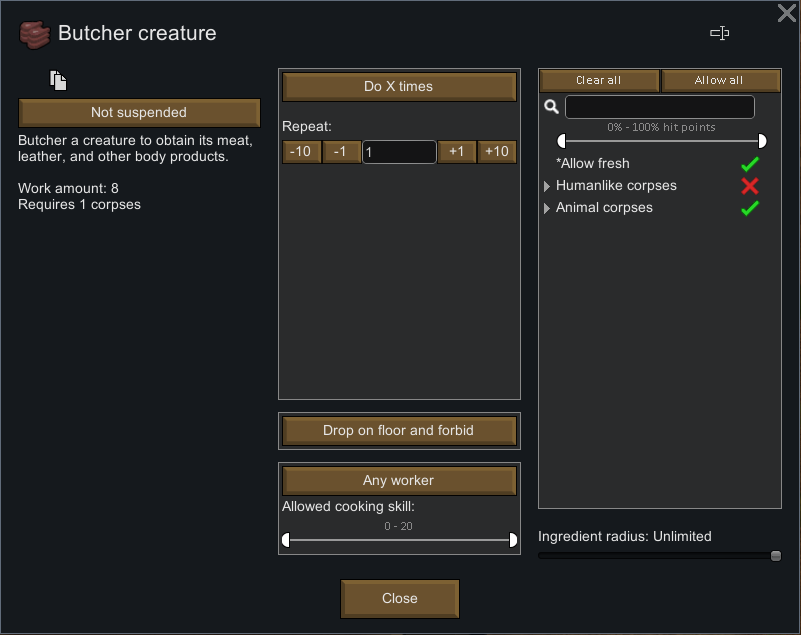 Butcher creature
Not suspended
Butcher a creature to obtain its meat,
leather, and other body products.
Work amount: 8
Requires 1 corpses
Do X times
Repeat:
-10 -1 1 +1 +10
Drop on floor and forbid
Any worker
Allowed cooking skill:
0 - 20
Clear all Allow all
0% - 100% hit points
*Allow fresh
Humanlike corpses
Animal corpses
Ingredient radius: Unlimited
Close